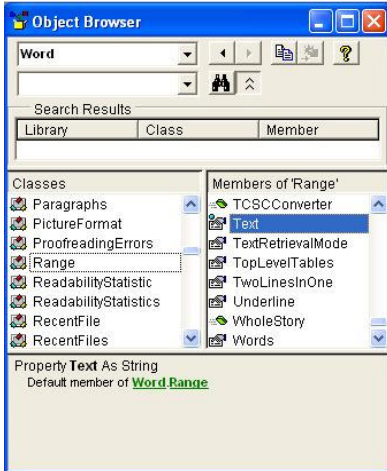 Object Browser
Word
Search Results
Library Class Member
Classes
Paragraphs
PictureFormat
ProofreadingErrors
Range
ReadabilityStatistic
ReadabilityStatistics
RecentFile
RecentFiles
Members of 'Range'
TCSCConverter
Text
TextRetrievalMode
TopLevelTables
TwoLinesInOne
Underline
WholeStory
Words
Property Text As String
Default member of Word.Range